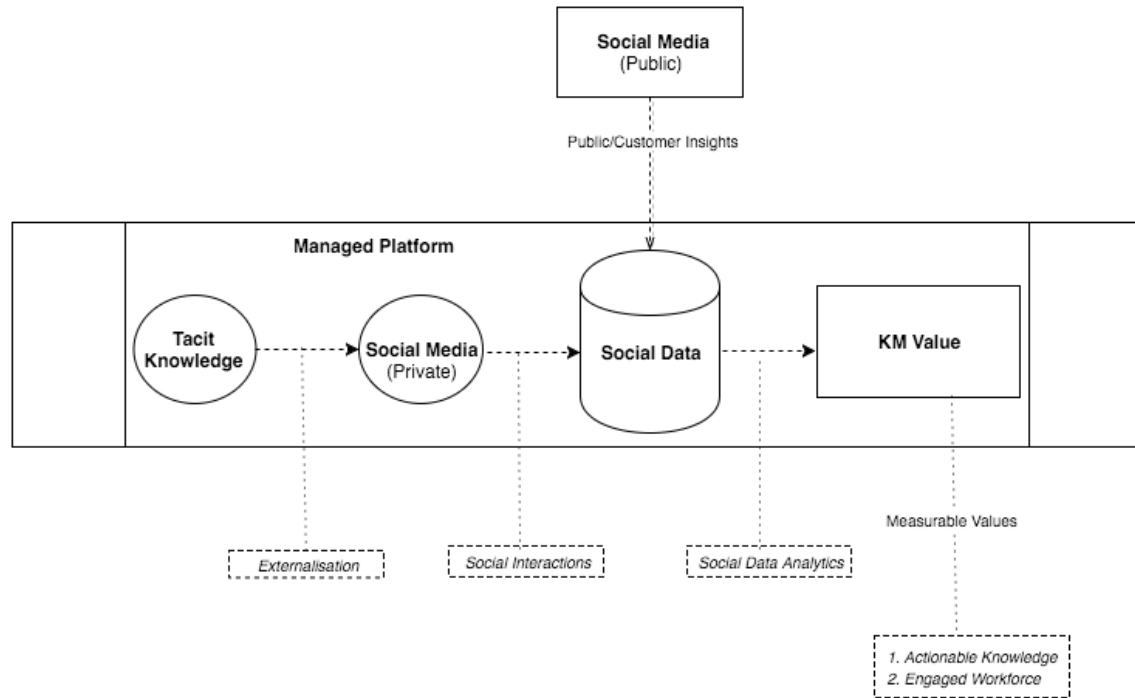 Social Media
(Public)
Public/Customer Insights
Managed Platform
Tacit
Knowledge
Social Media
(Private)
Social Data
KM Value
Measurable Values
Externalisation
Social Interactions
Social Data Analytics
1. Actionable Knowledge
2. Engaged Workforce